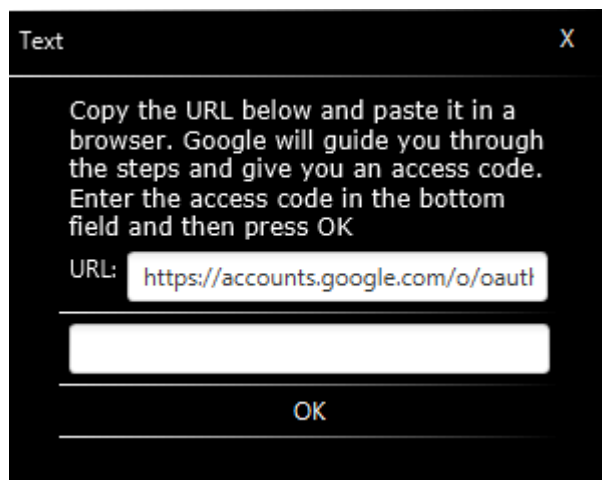 Text X
Copy the URL below and paste it in a
browser. Google will guide you through
the steps and give you an access code.
Enter the access code in the bottom
field and then press OK
URL: https://accounts.google.com/o/oauth
OK